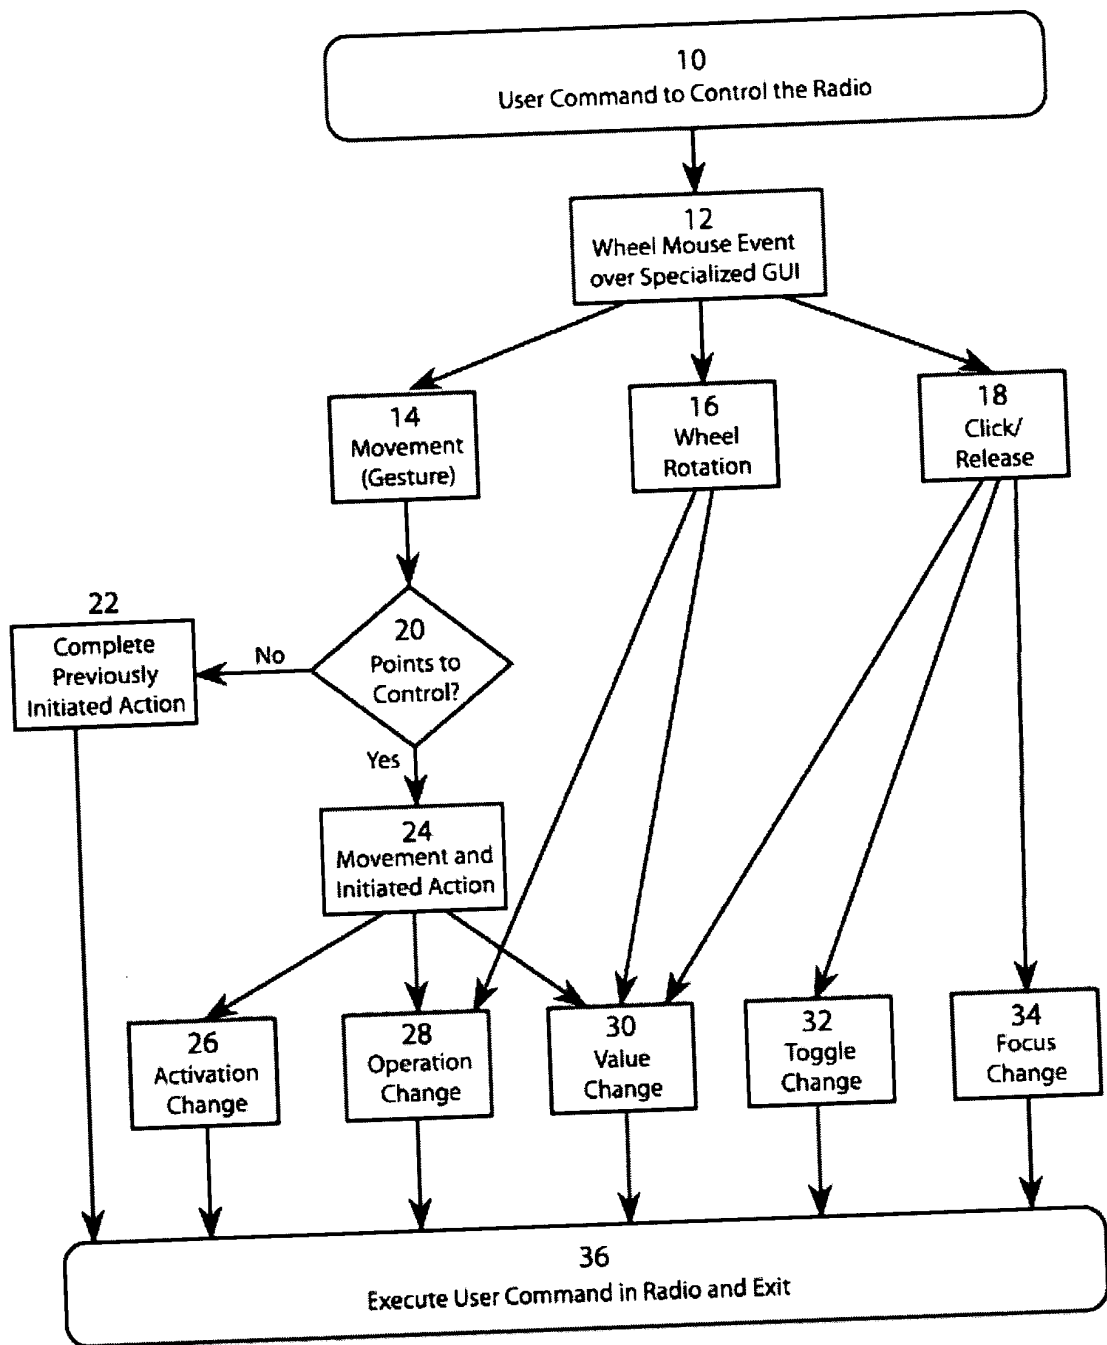 10
User Command to Control the Radio
12
Wheel Mouse Event
over Specialized GUI
14
Movement
(Gesture)
16
Wheel
Rotation
18
Click/
Release
22
Complete
Previously
Initiated Action
No
20
Points to
Control?
Yes
24
Movement and
Initiated Action
26
Activation
Change
28
Operation
Change
30
Value
Change
32
Toggle
Change
34
Focus
Change
36
Execute User Command in Radio and Exit